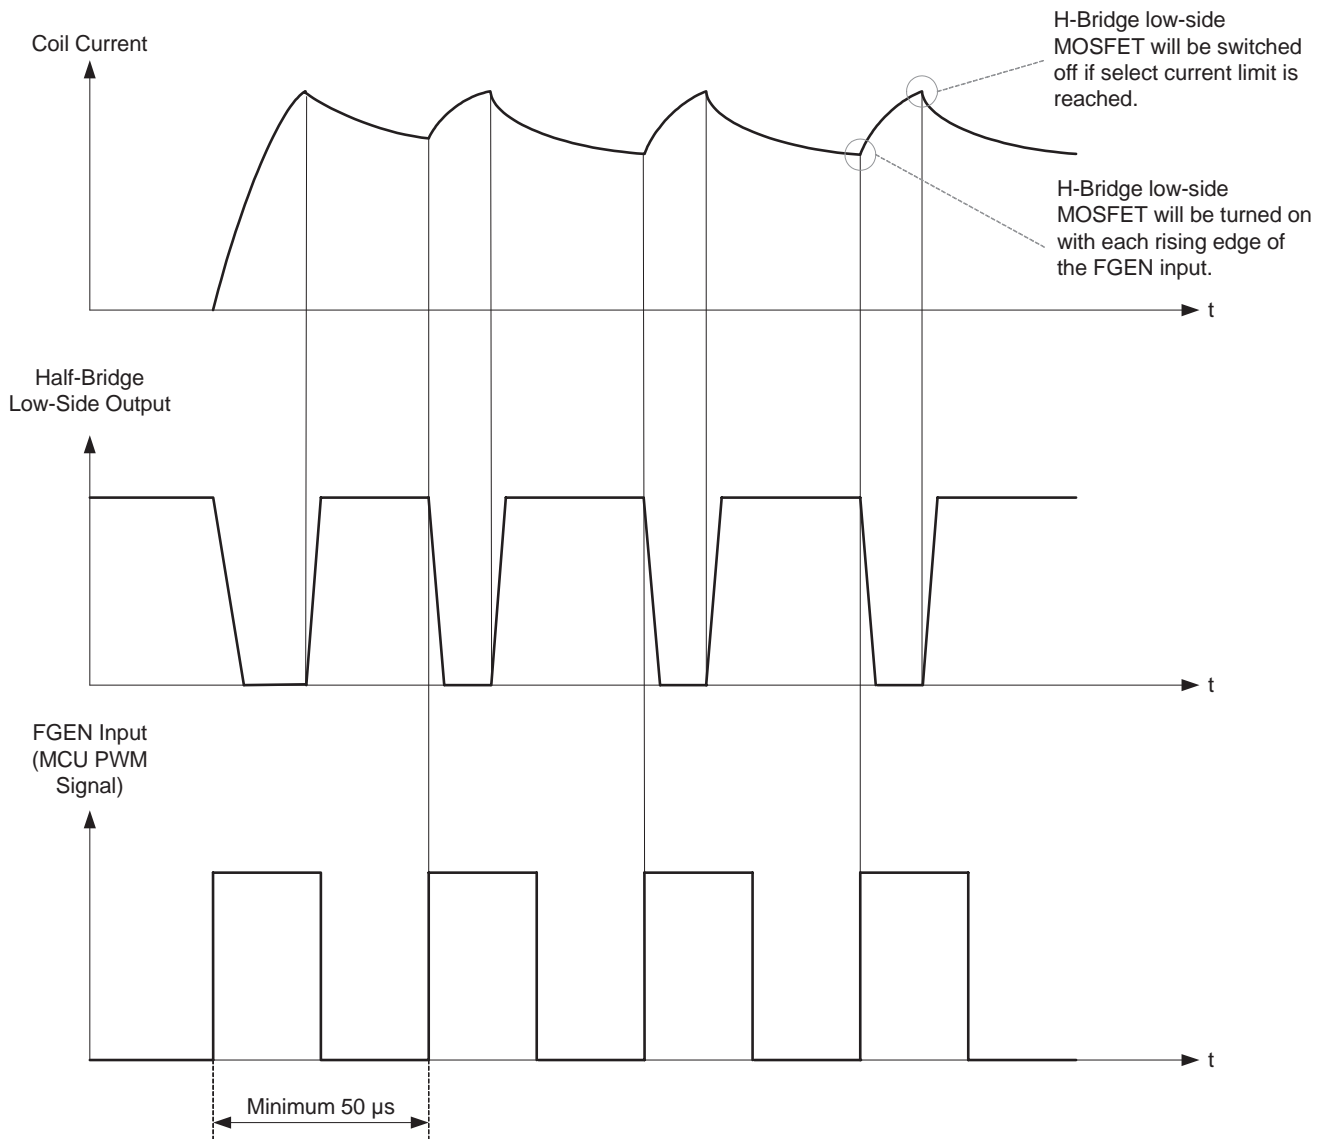 H-Bridge low-side
MOSFET will be switched
off if select current limit is
reached.
Coil Current
H-Bridge low-side
MOSFET will be turned on
with each rising edge of
the FGEN input.
t
Half-Bridge
Low-Side Output
t
FGEN Input
(MCU PWM
Signal)
t
Minimum 50 µs